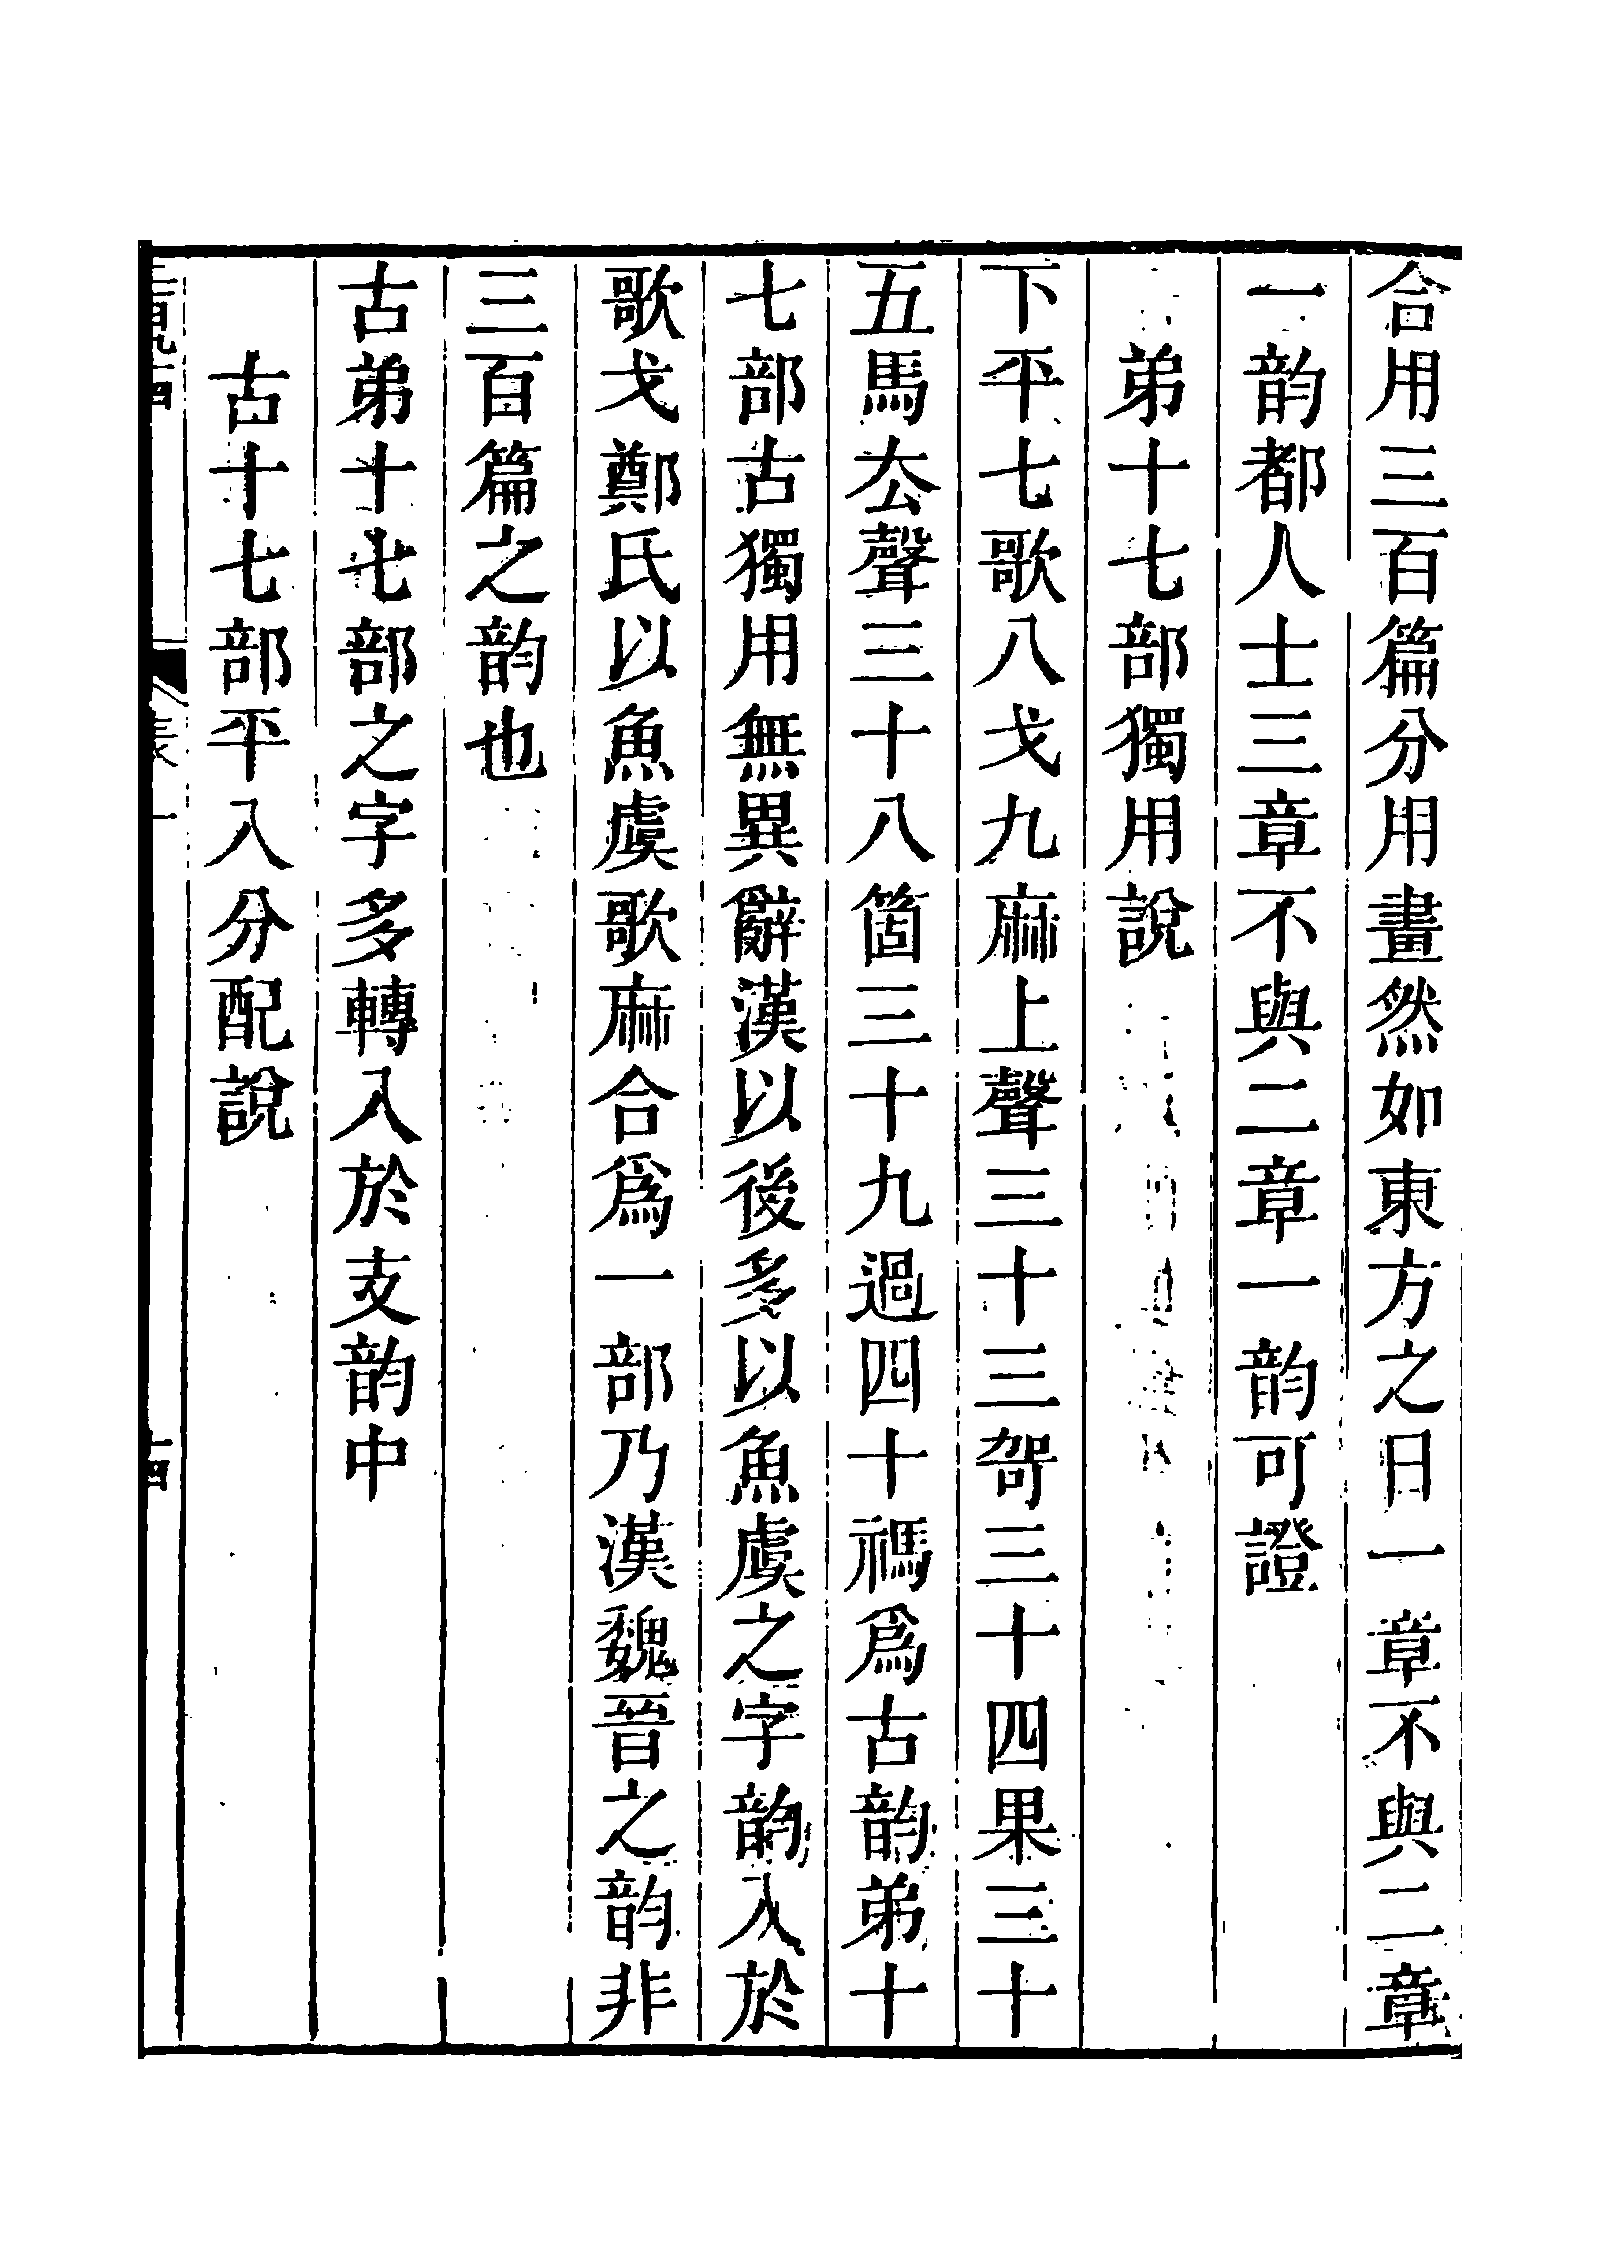 合用三百篇分用畫然如東方之日一章不與二章
一韵都人士三章不與二章一韵可證
弟十七部獨用說
下平七歌八戈九麻上聲三十三哿三十四果三十
五馬厺聲三十八箇三十九過四十禡爲古韵弟十
七部古獨用無異辭漢以後多以魚虞之字韵入於
歌戈鄭氏以魚虞歌麻合爲一部乃漢魏晉之韵非
三百篇之韵也
古弟十七部之字多轉入於支韵中
古十七部平入分配說
表一
十四